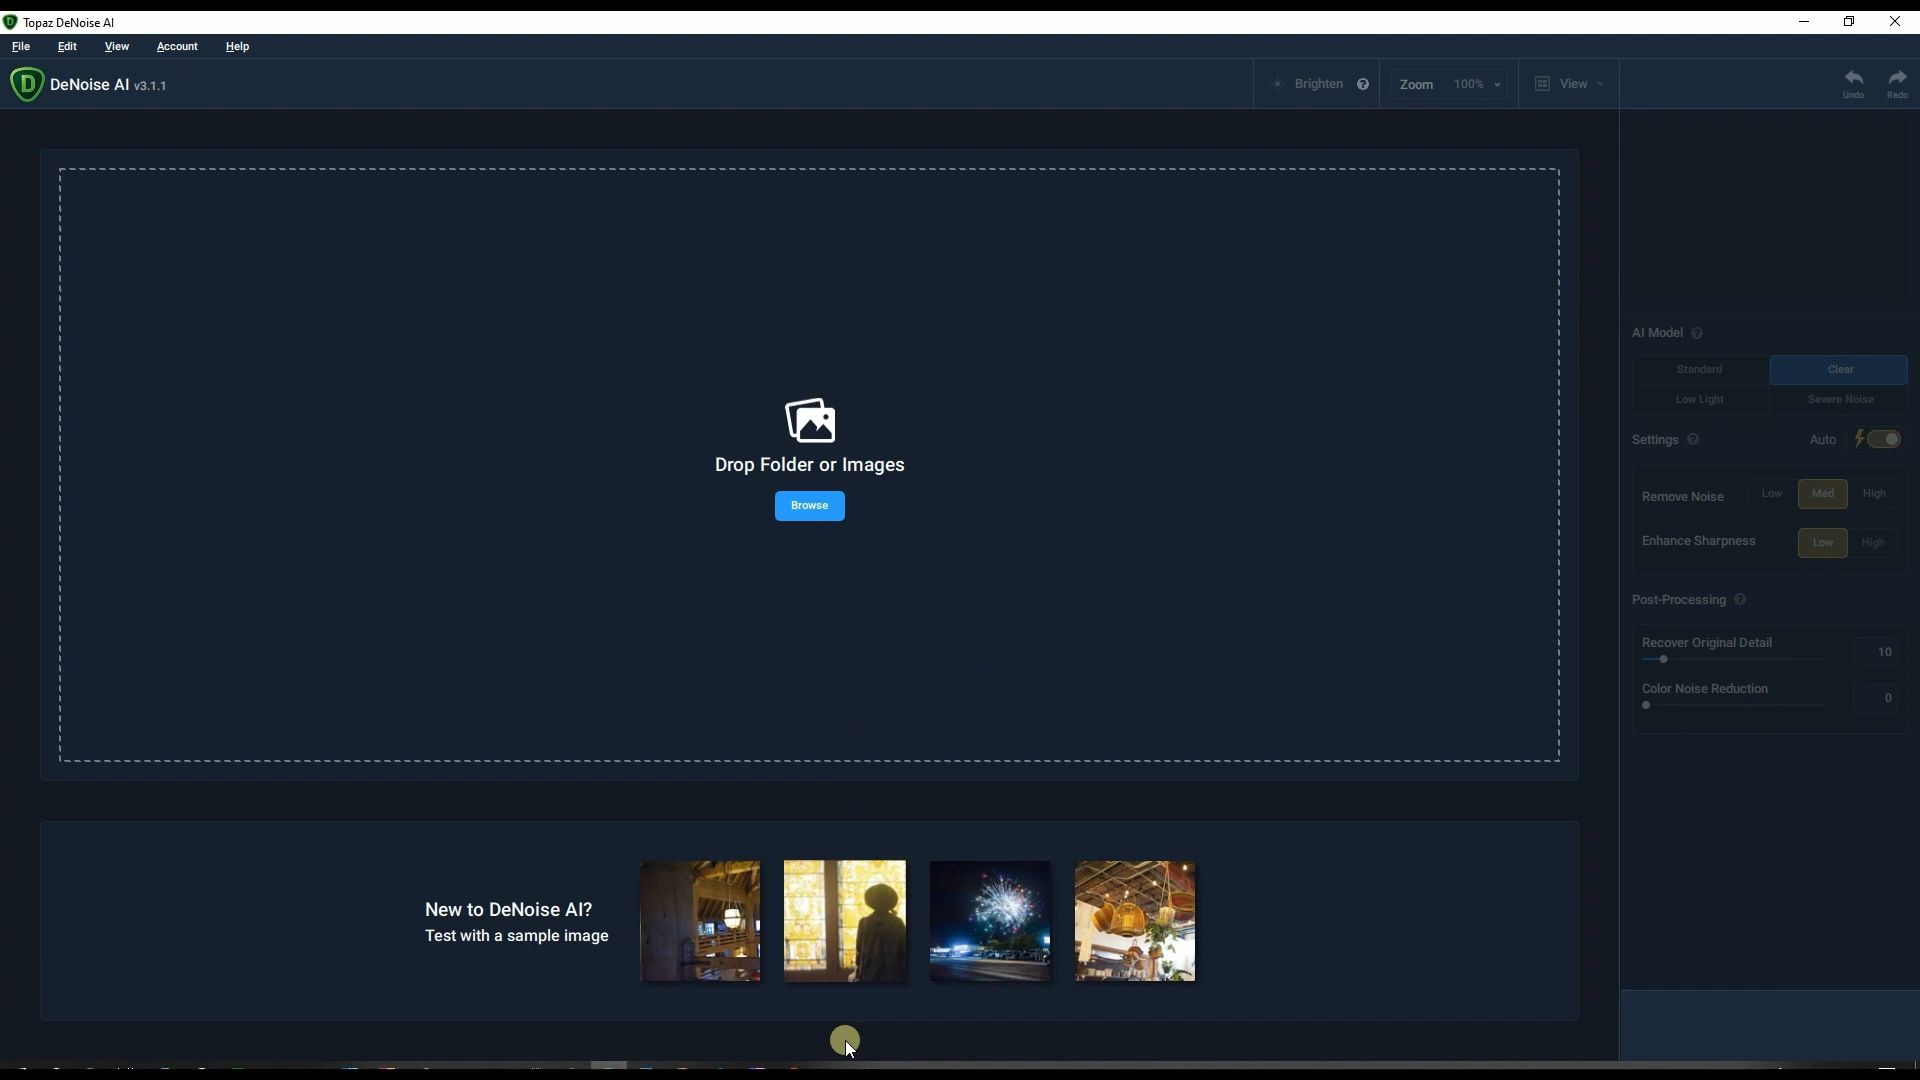 Topaz DeNoise AI
File Edit View Account Help
DeNoise AI v3.1.1
Brighten Zoom 100% View Undo Redo
Drop Folder or Images
Browse
New to DeNoise AI?
Test with a sample image
AI Model
Standard Clear
Low Light Severe Noise
Settings Auto
Remove Noise Low Med High
Enhance Sharpness Low High
Post-Processing
Recover Original Detail 10
Color Noise Reduction 0